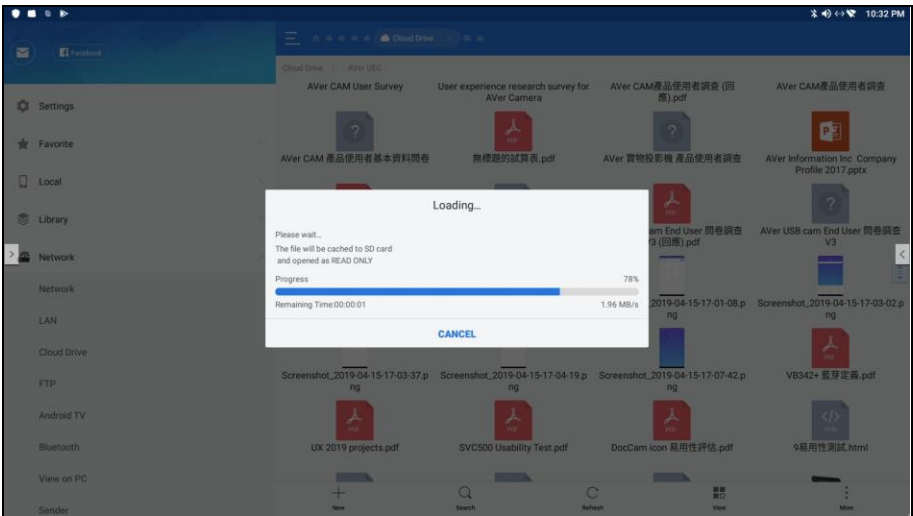 10:32 PM
Facebook
Cloud Drive
Cloud Drive > AVer UEC
Settings
Favorite
Local
Library
Network
Network
LAN
Cloud Drive
FTP
Android TV
Bluetooth
View on PC
Sender
AVer CAM User Survey
User experience research survey for
AVer Camera
AVer CAM產品使用者調查 (回
應).pdf
AVer CAM產品使用者調查
?
PDF
?
P
AVer CAM 產品使用者基本資料問卷
無標題的試算表.pdf
AVer 實物投影機 產品使用者調查
AVer Information Inc Company
Profile 2017.pptx
PDF
?
am End User 問卷調查
V3 (回應).pdf
AVer USB cam End User 問卷調查
V3
Loading...
Please wait...
The file will be cached to SD card
and opened as READ ONLY
Progress
78%
Remaining Time:00:00:01
1.96 MB/s
CANCEL
_2019-04-15-17-01-08.p
ng
Screenshot_2019-04-15-17-03-02.p
ng
PDF
Screenshot_2019-04-15-17-03-37.p
ng
Screenshot_2019-04-15-17-04-19.p
ng
Screenshot_2019-04-15-17-07-42.p
ng
VB342+ 藍芽定義.pdf
PDF
PDF
PDF
</>
UX 2019 projects.pdf
SVC500 Usability Test.pdf
DocCam icon 易用性評估.pdf
9易用性測試.html
New
Search
Refresh
View
More